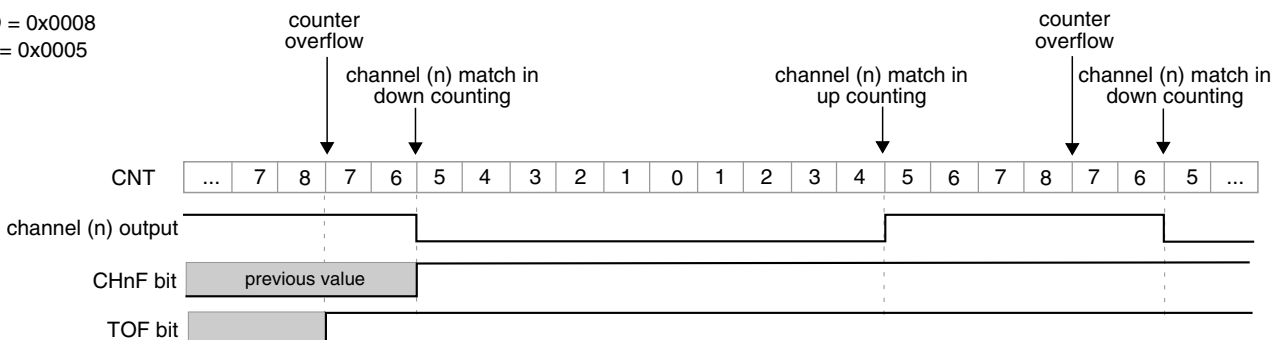 = 0x0008
= 0x0005
counter
overflow
channel (n) match in
down counting
channel (n) match in
up counting
counter
overflow
channel (n) match in
down counting
CNT ... 7 8 7 6 5 4 3 2 1 0 1 2 3 4 5 6 7 8 7 6 5 ...
channel (n) output
CHnF bit previous value
TOF bit